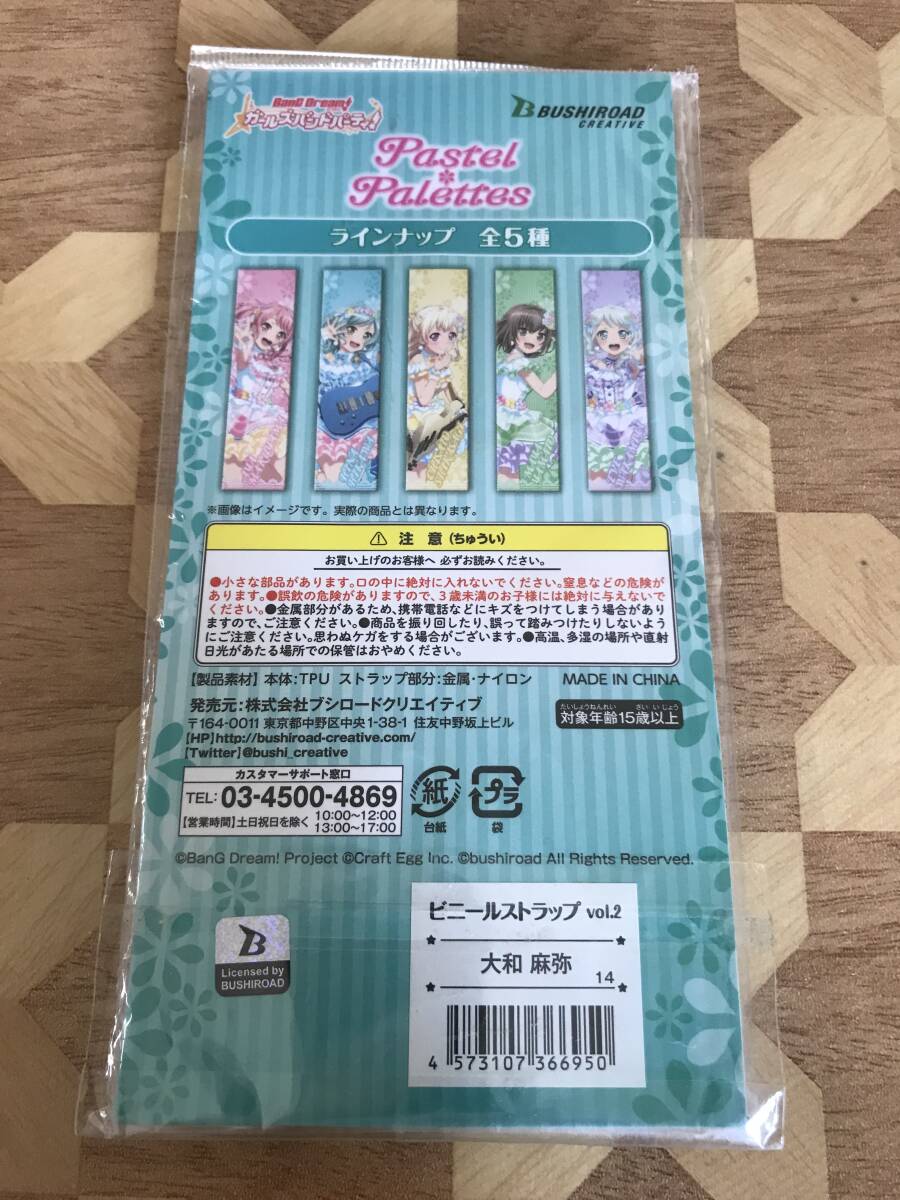 BanG Dream!
ガールズバンドパーティ!
BUSHIROAD
CREATIVE
Pastel
Palettes
ラインナップ 全5種
※画像はイメージです。実際の商品とは異なります。
注 意(ちゅうい)
お買い上げのお客様へ 必ずお読みください。
●小さな部品があります。口の中に絶対に入れないでください。窒息などの危険が
あります。●誤飲の危険がありますので、3歳未満のお子様には絶対に与えないで
ください。●金属部分があるため、携帯電話などにキズをつけてしまう場合があり
ますので、ご注意ください。●商品を振り回したり、誤って踏みつけたりしないよう
にご注意ください。思わぬケガをする場合がございます。●高温、多湿の場所や直射
日光があたる場所での保管はおやめください。
【製品素材】本体:TPU ストラップ部分:金属・ナイロン
MADE IN CHINA
発売元:株式会社ブシロードクリエイティブ
〒164-0011 東京都中野区中央1-38-1 住友中野坂上ビル
【HP】http://bushiroad-creative.com/
【Twitter】@bushi_creative
たいしょうねんれい さい いじょう
対象年齢15歳以上
カスタマーサポート窓口
TEL: 03-4500-4869
【営業時間】土日祝日を除く 10:00〜12:00
13:00〜17:00
紙
台紙
プラ
袋
©BanG Dream! Project ©Craft Egg Inc. ©bushiroad All Rights Reserved.
B
Licensed by
BUSHIROAD
ビニールストラップ vol.2
大和 麻弥
14
4 573107 366950